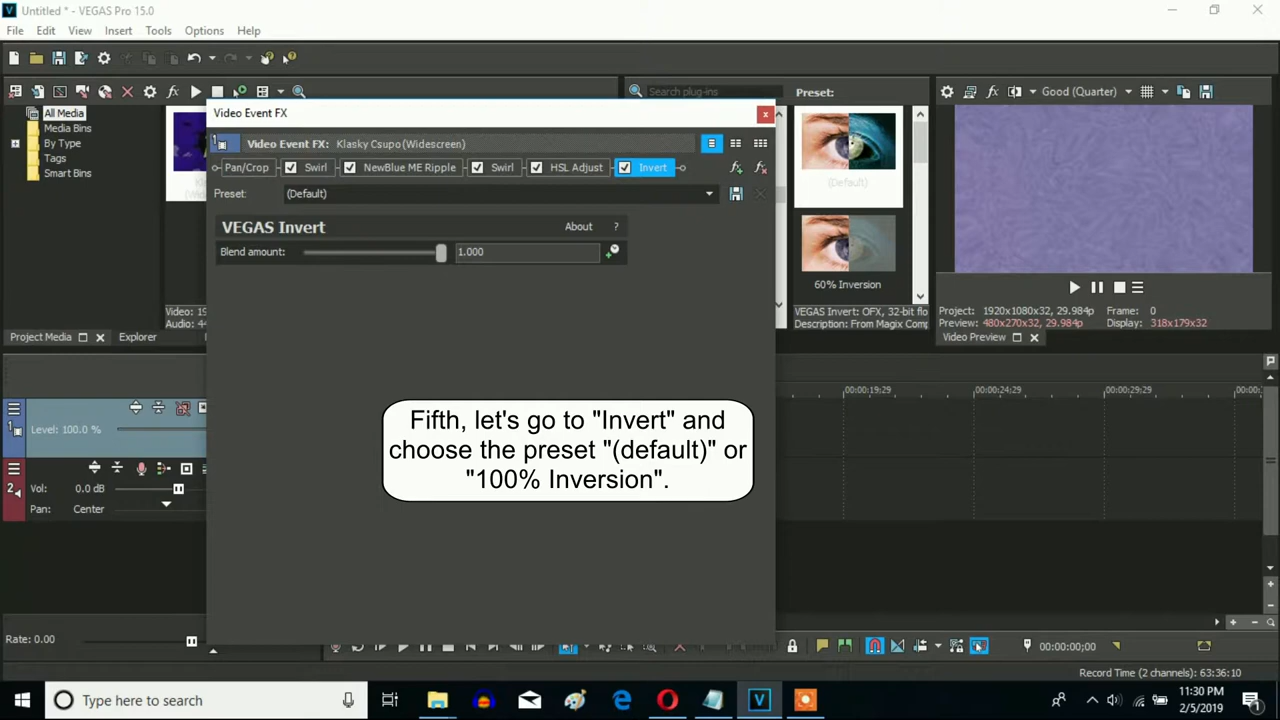 Untitled * - VEGAS Pro 15.0
File Edit View Insert Tools Options Help
All Media
Media Bins
By Type
Tags
Smart Bins
Video Event FX
Video Event FX: Klasky Csupo(Widescreen)
Pan/Crop Swirl NewBlue ME Ripple Swirl HSL Adjust Invert
Preset: (Default)
VEGAS Invert About ?
Blend amount: 1.000
Search plug-ins
Preset:
(Default)
60% Inversion
VEGAS Invert: OFX, 32-bit flo
Description: From Magix Comp
Good (Quarter)
Project: 1920x1080x32, 29.984p Frame: 0
Preview: 480x270x32, 29.984p Display: 318x179x32
Video Preview
Project Media Explorer
00:00:19;29 00:00:24;29 00:00:29;29
1
Level: 100.0 %
2
Vol: 0.0 dB
Pan: Center
Fifth, let's go to "Invert" and
choose the preset "(default)" or
"100% Inversion".
Rate: 0.00
00:00:00;00
Record Time (2 channels): 63:36:10
Type here to search
11:30 PM
2/5/2019